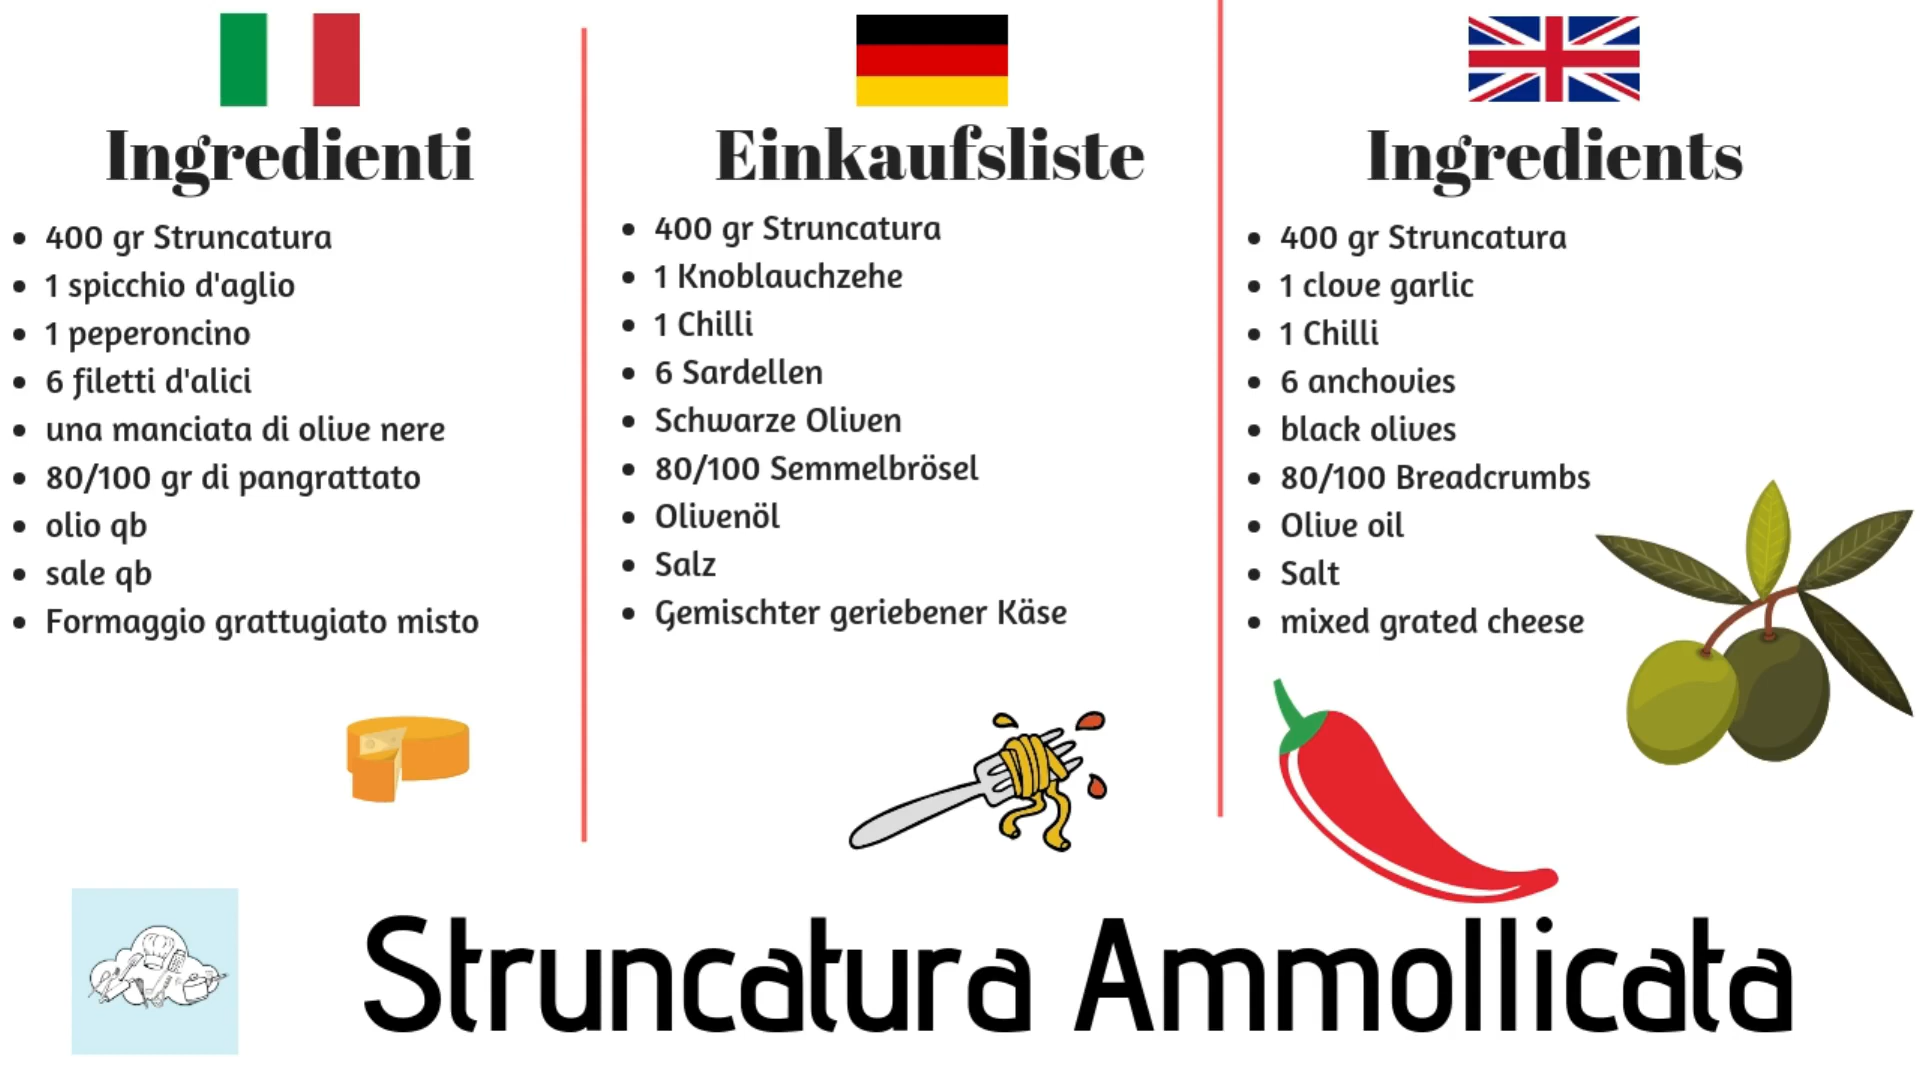 Ingredienti
• 400 gr Struncatura
• 1 spicchio d'aglio
• 1 peperoncino
• 6 filetti d'alici
• una manciata di olive nere
• 80/100 gr di pangrattato
• olio qb
• sale qb
• Formaggio grattugiato misto
Einkaufsliste
• 400 gr Struncatura
• 1 Knoblauchzehe
• 1 Chilli
• 6 Sardellen
• Schwarze Oliven
• 80/100 Semmelbrösel
• Olivenöl
• Salz
• Gemischter geriebener Käse
Ingredients
• 400 gr Struncatura
• 1 clove garlic
• 1 Chilli
• 6 anchovies
• black olives
• 80/100 Breadcrumbs
• Olive oil
• Salt
• mixed grated cheese
Struncatura Ammollicata